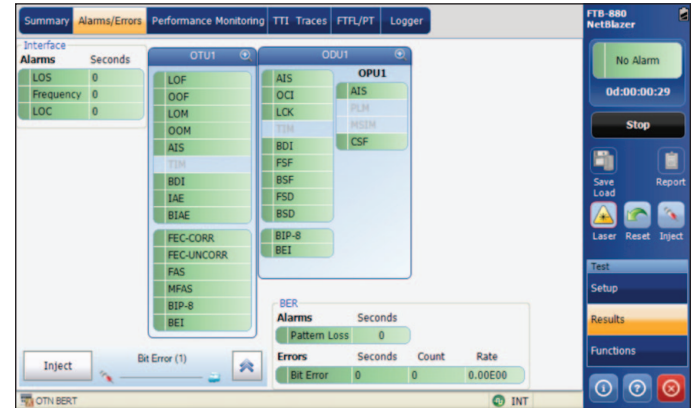 Summary Alarms/Errors Performance Monitoring TTI Traces FTFL/PT Logger
Interface
Alarms Seconds
LOS 0
Frequency 0
LOC 0
OTU1
LOF
OOF
LOM
OOM
AIS
TIM
BDI
IAE
BIAE
FEC-CORR
FEC-UNCORR
FAS
MFAS
BIP-8
BEI
ODU1
AIS
OCI
LCK
TIM
BDI
FSF
BSF
FSD
BSD
BIP-8
BEI
OPU1
AIS
PLM
MSIM
CSF
BER
Alarms Seconds
Pattern Loss 0
Errors Seconds Count Rate
Bit Error 0 0 0.00E00
Inject
Bit Error (1)
OTN BERT
INT
FTB-880
NetBlazer
No Alarm
0d:00:00:29
Stop
Save
Load
Report
Laser Reset Inject
Test
Setup
Results
Functions